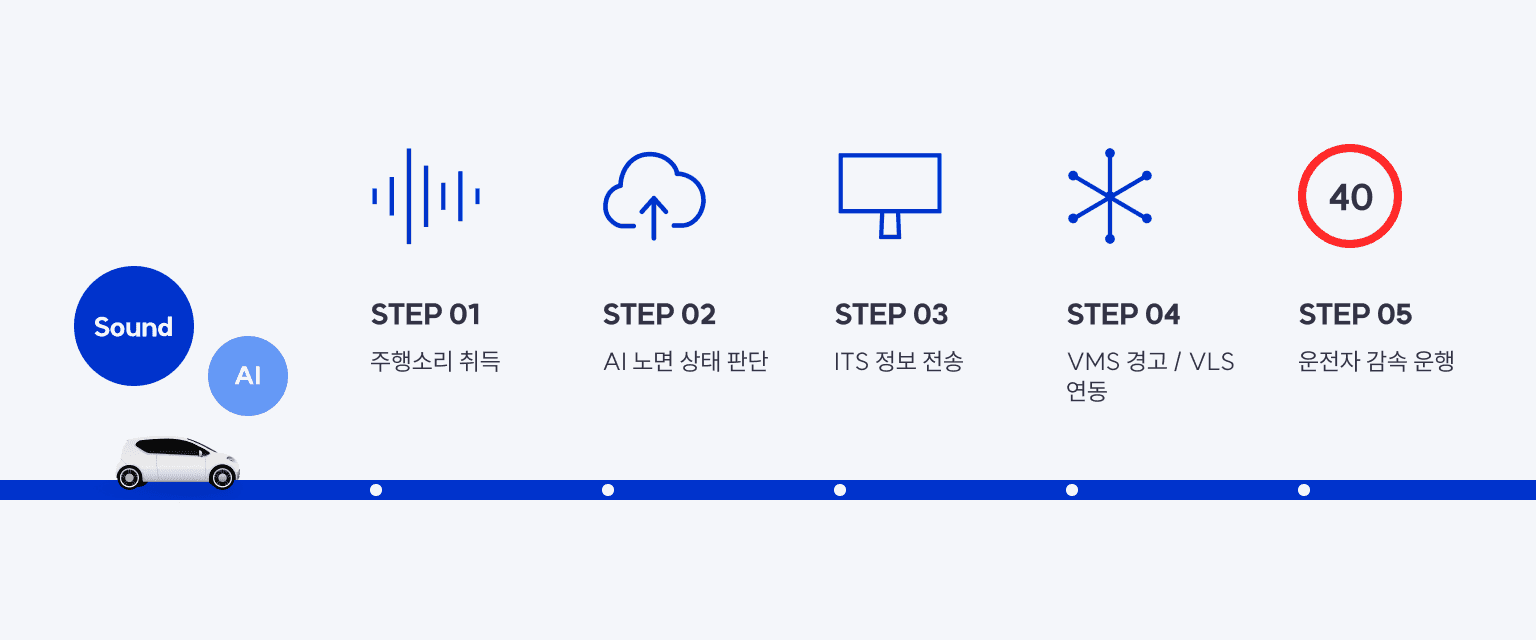 Sound
AI
STEP 01
주행소리 취득
STEP 02
AI 노면 상태 판단
STEP 03
ITS 정보 전송
STEP 04
VMS 경고 / VLS
연동
40
STEP 05
운전자 감속 운행